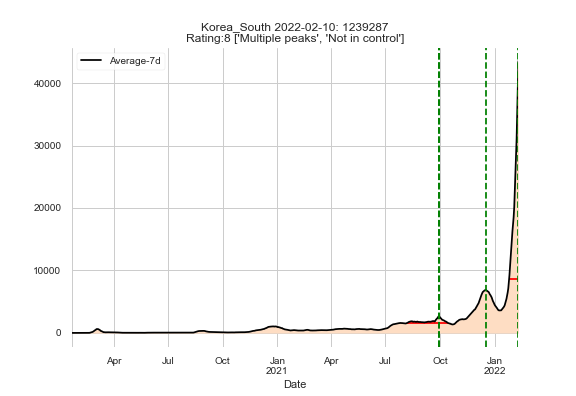 Korea_South 2022-02-10: 1239287
Rating:8 ['Multiple peaks', 'Not in control']
Average-7d
40000
30000
20000
10000
0
Apr Jul Oct Jan Apr Jul Oct Jan
2021 2022
Date